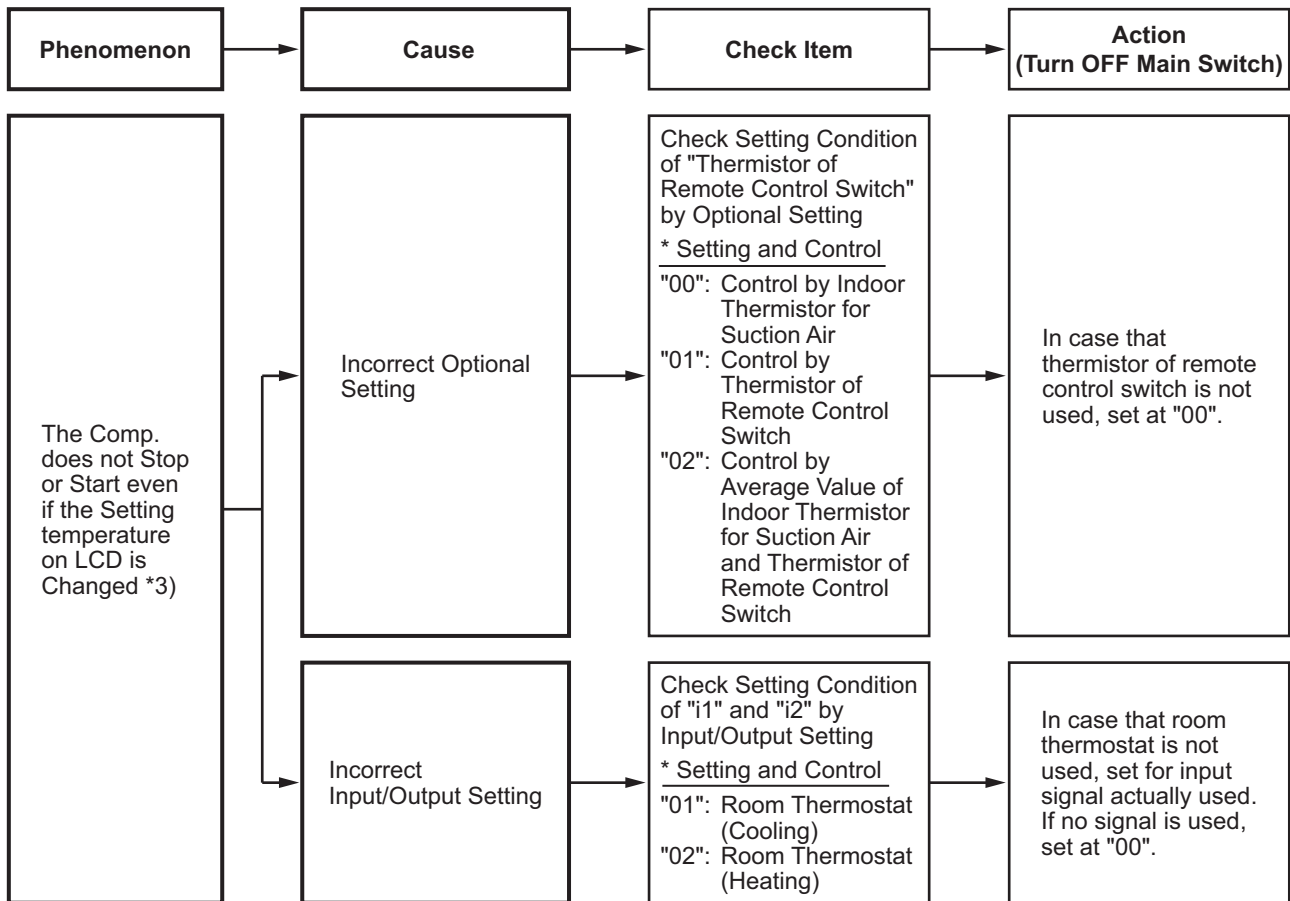 Phenomenon
Cause
Check Item
Action
(Turn OFF Main Switch)
The Comp.
does not Stop
or Start even
if the Setting
temperature
on LCD is
Changed *3)
Incorrect Optional
Setting
Check Setting Condition
of "Thermistor of
Remote Control Switch"
by Optional Setting
* Setting and Control
"00": Control by Indoor
Thermistor for
Suction Air
"01": Control by
Thermistor of
Remote Control
Switch
"02": Control by
Average Value of
Indoor Thermistor
for Suction Air
and Thermistor of
Remote Control
Switch
In case that
thermistor of remote
control switch is not
used, set at "00".
Incorrect
Input/Output Setting
Check Setting Condition
of "i1" and "i2" by
Input/Output Setting
* Setting and Control
"01": Room Thermostat
(Cooling)
"02": Room Thermostat
(Heating)
In case that room
thermostat is not
used, set for input
signal actually used.
If no signal is used,
set at "00".